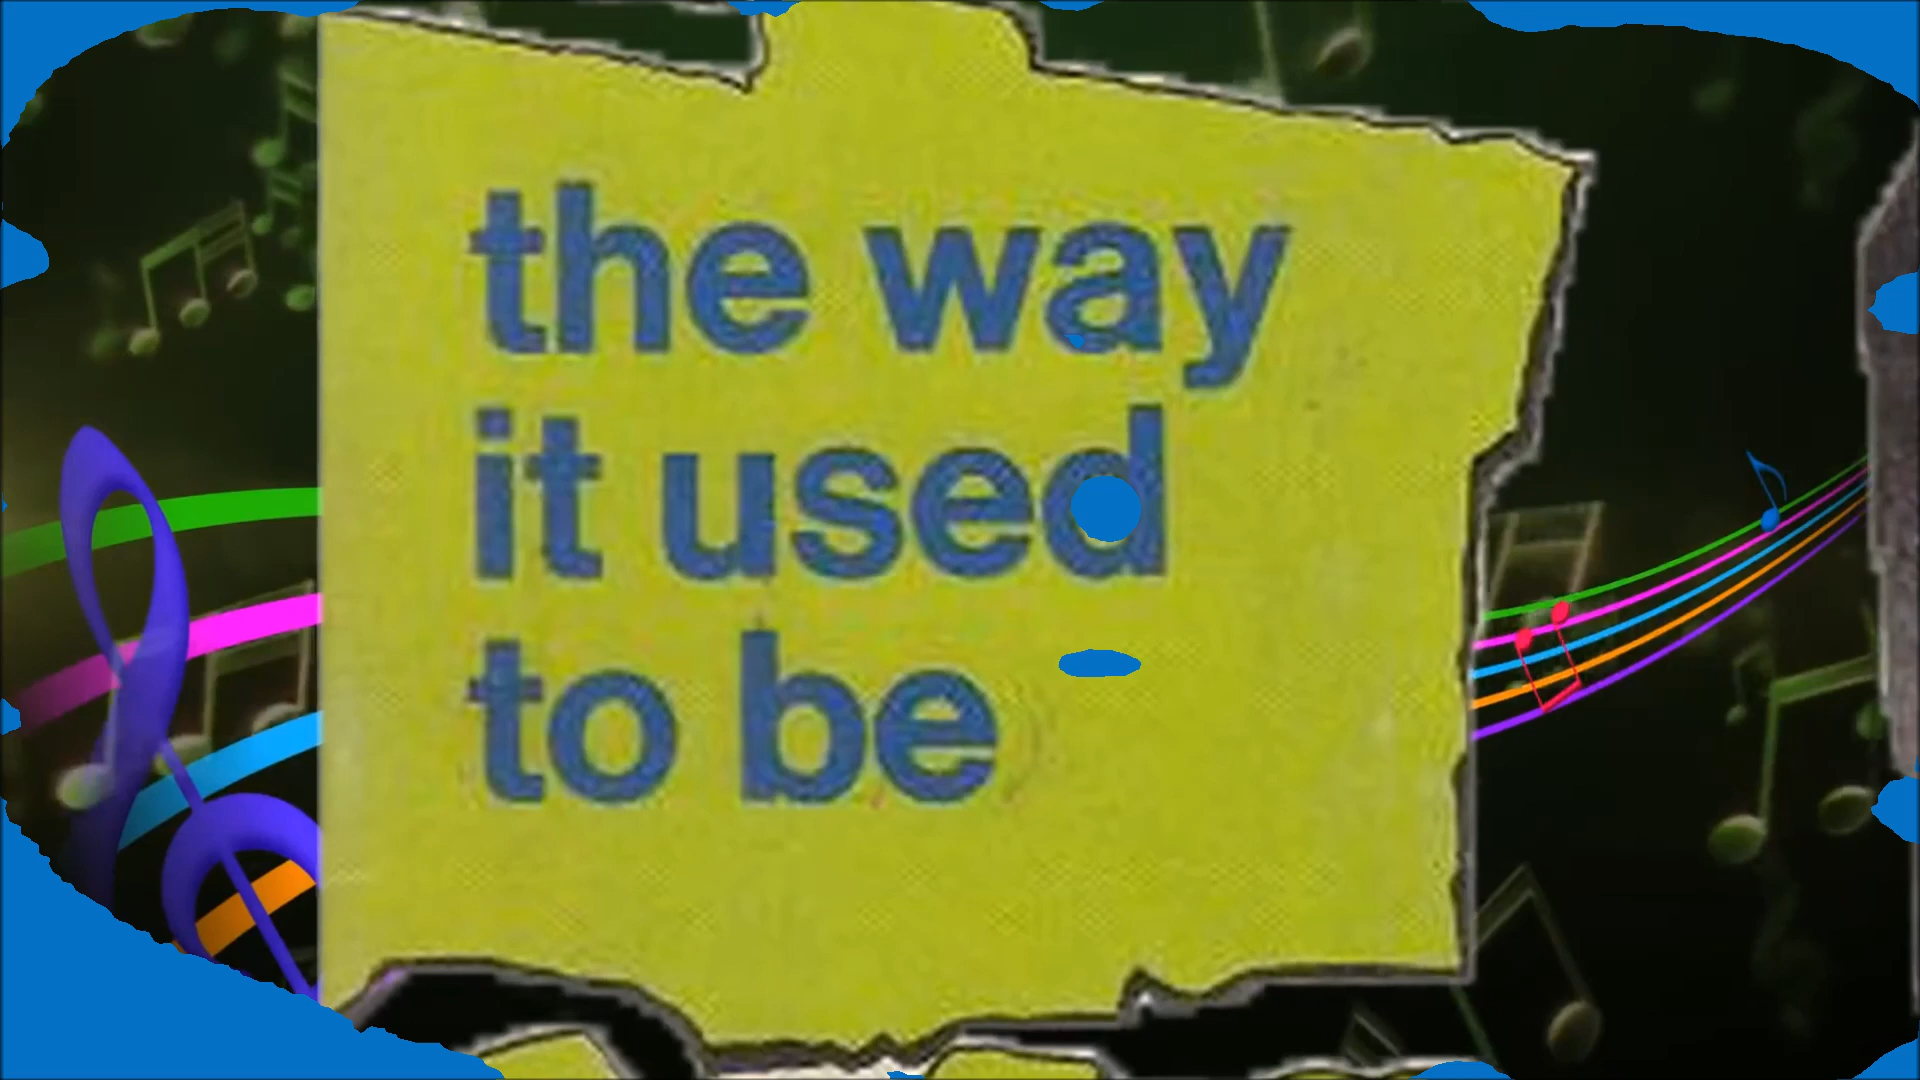 the way
it used
to be